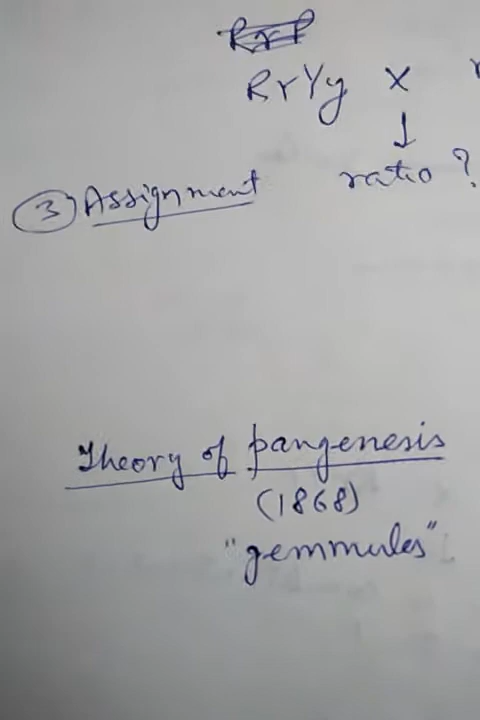 RrYy ×
↓
ratio ?
③ Assignment
Theory of pangenesis
(1868)
"gemmules"